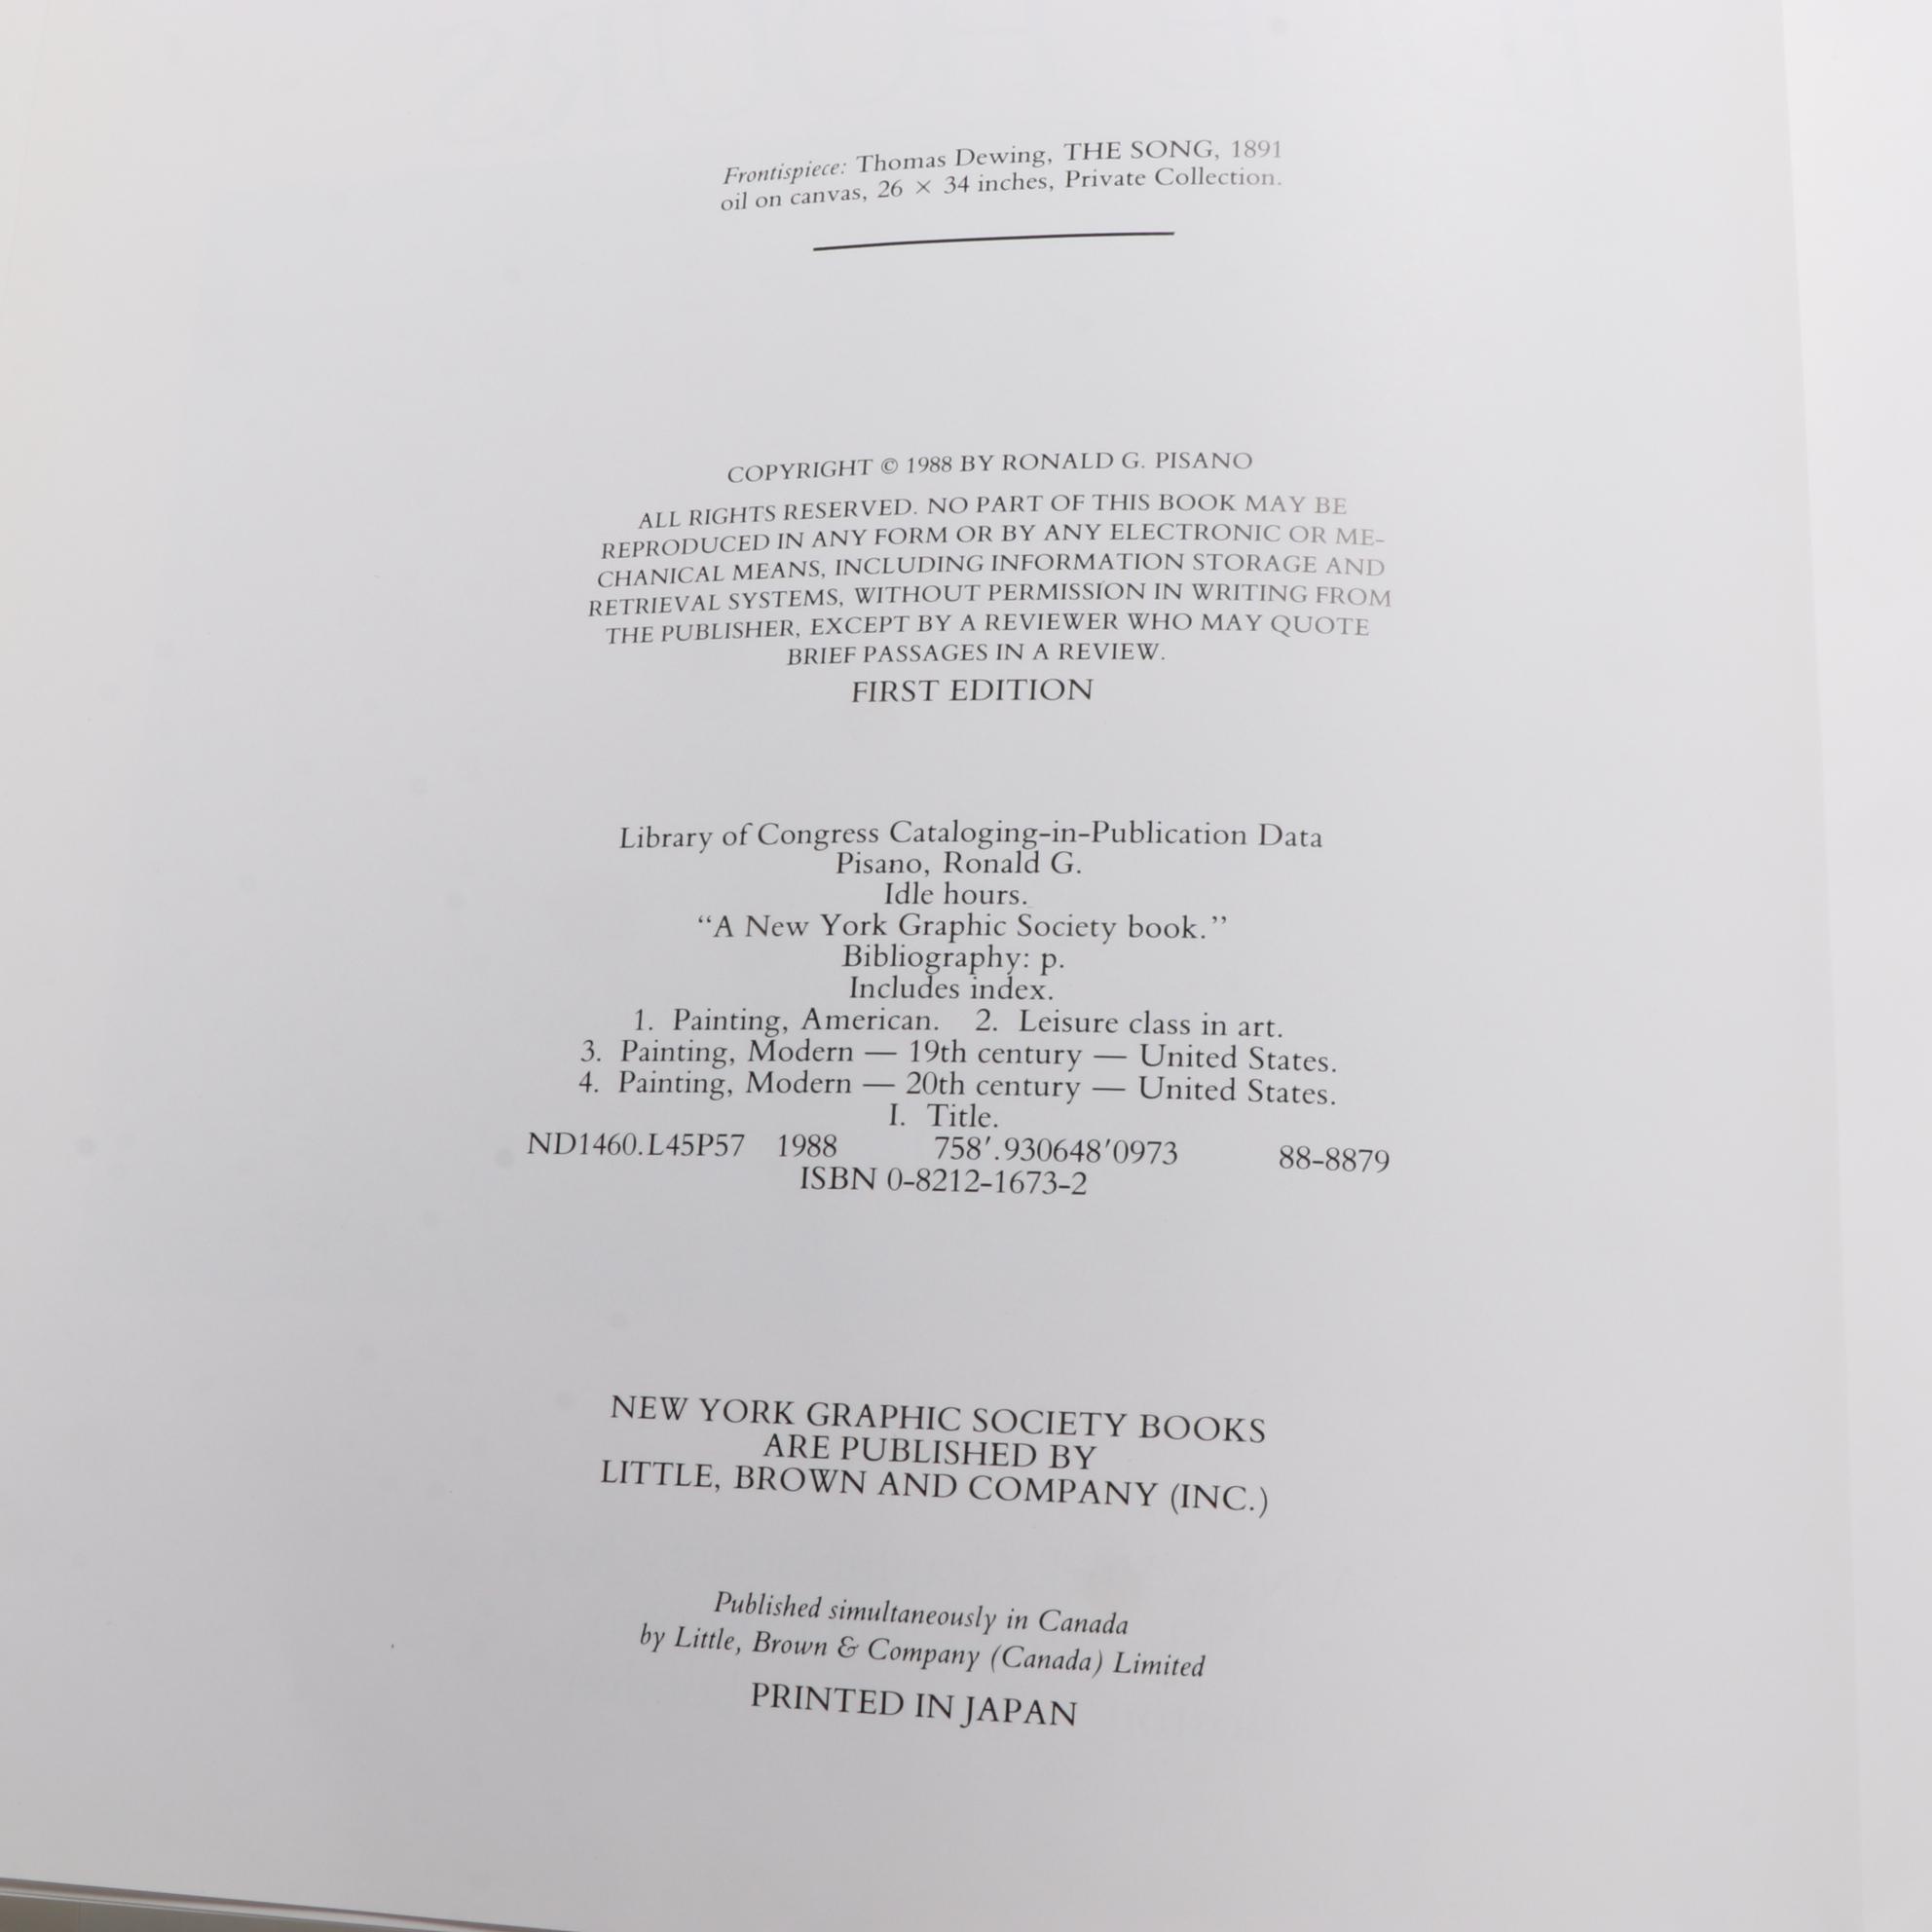 Frontispiece: Thomas Dewing, THE SONG, 1891
oil on canvas, 26 × 34 inches, Private Collection.
COPYRIGHT © 1988 BY RONALD G. PISANO
ALL RIGHTS RESERVED. NO PART OF THIS BOOK MAY BE
REPRODUCED IN ANY FORM OR BY ANY ELECTRONIC OR ME-
CHANICAL MEANS, INCLUDING INFORMATION STORAGE AND
RETRIEVAL SYSTEMS, WITHOUT PERMISSION IN WRITING FROM
THE PUBLISHER, EXCEPT BY A REVIEWER WHO MAY QUOTE
BRIEF PASSAGES IN A REVIEW.
FIRST EDITION
Library of Congress Cataloging-in-Publication Data
Pisano, Ronald G.
Idle hours.
“A New York Graphic Society book.”
Bibliography: p.
Includes index.
1. Painting, American. 2. Leisure class in art.
3. Painting, Modern — 19th century — United States.
4. Painting, Modern — 20th century — United States.
I. Title.
ND1460.L45P57 1988 758′.930648′0973 88-8879
ISBN 0-8212-1673-2
NEW YORK GRAPHIC SOCIETY BOOKS
ARE PUBLISHED BY
LITTLE, BROWN AND COMPANY (INC.)
Published simultaneously in Canada
by Little, Brown & Company (Canada) Limited
PRINTED IN JAPAN